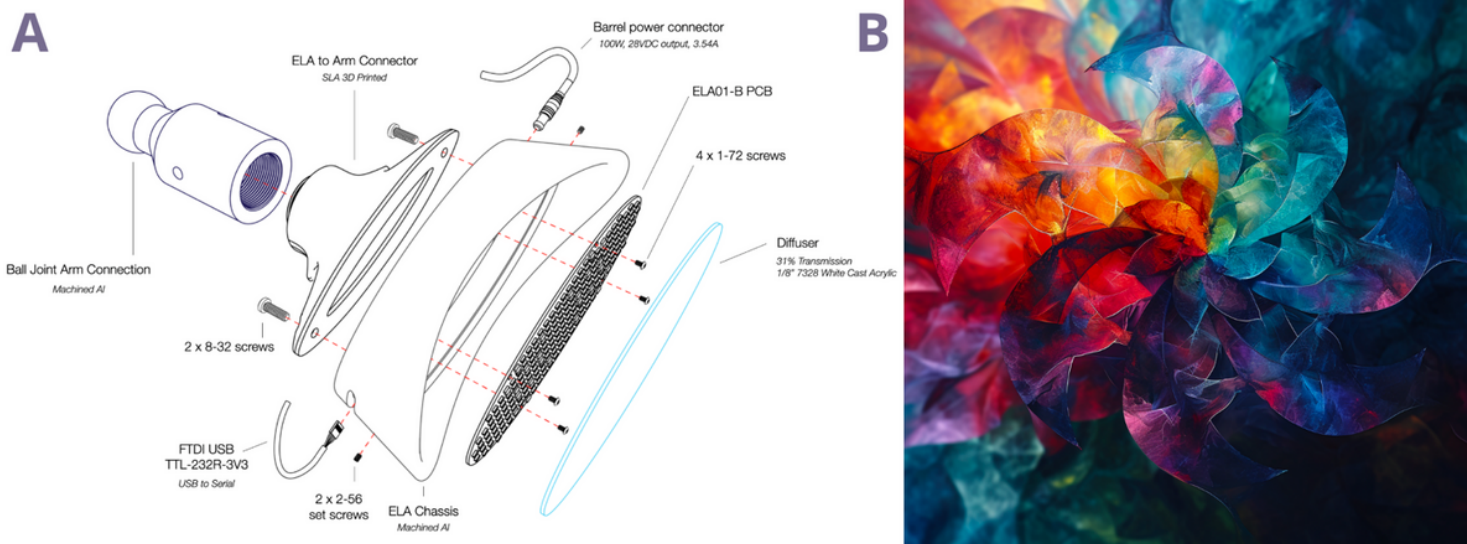 A
B
Barrel power connector
100W, 28VDC output, 3.54A
ELA to Arm Connector
SLA 3D Printed
ELA01-B PCB
4 x 1-72 screws
Diffuser
31% Transmission
1/8" 7328 White Cast Acrylic
Ball Joint Arm Connection
Machined Al
2 x 8-32 screws
FTDI USB
TTL-232R-3V3
USB to Serial
2 x 2-56
set screws
ELA Chassis
Machined Al